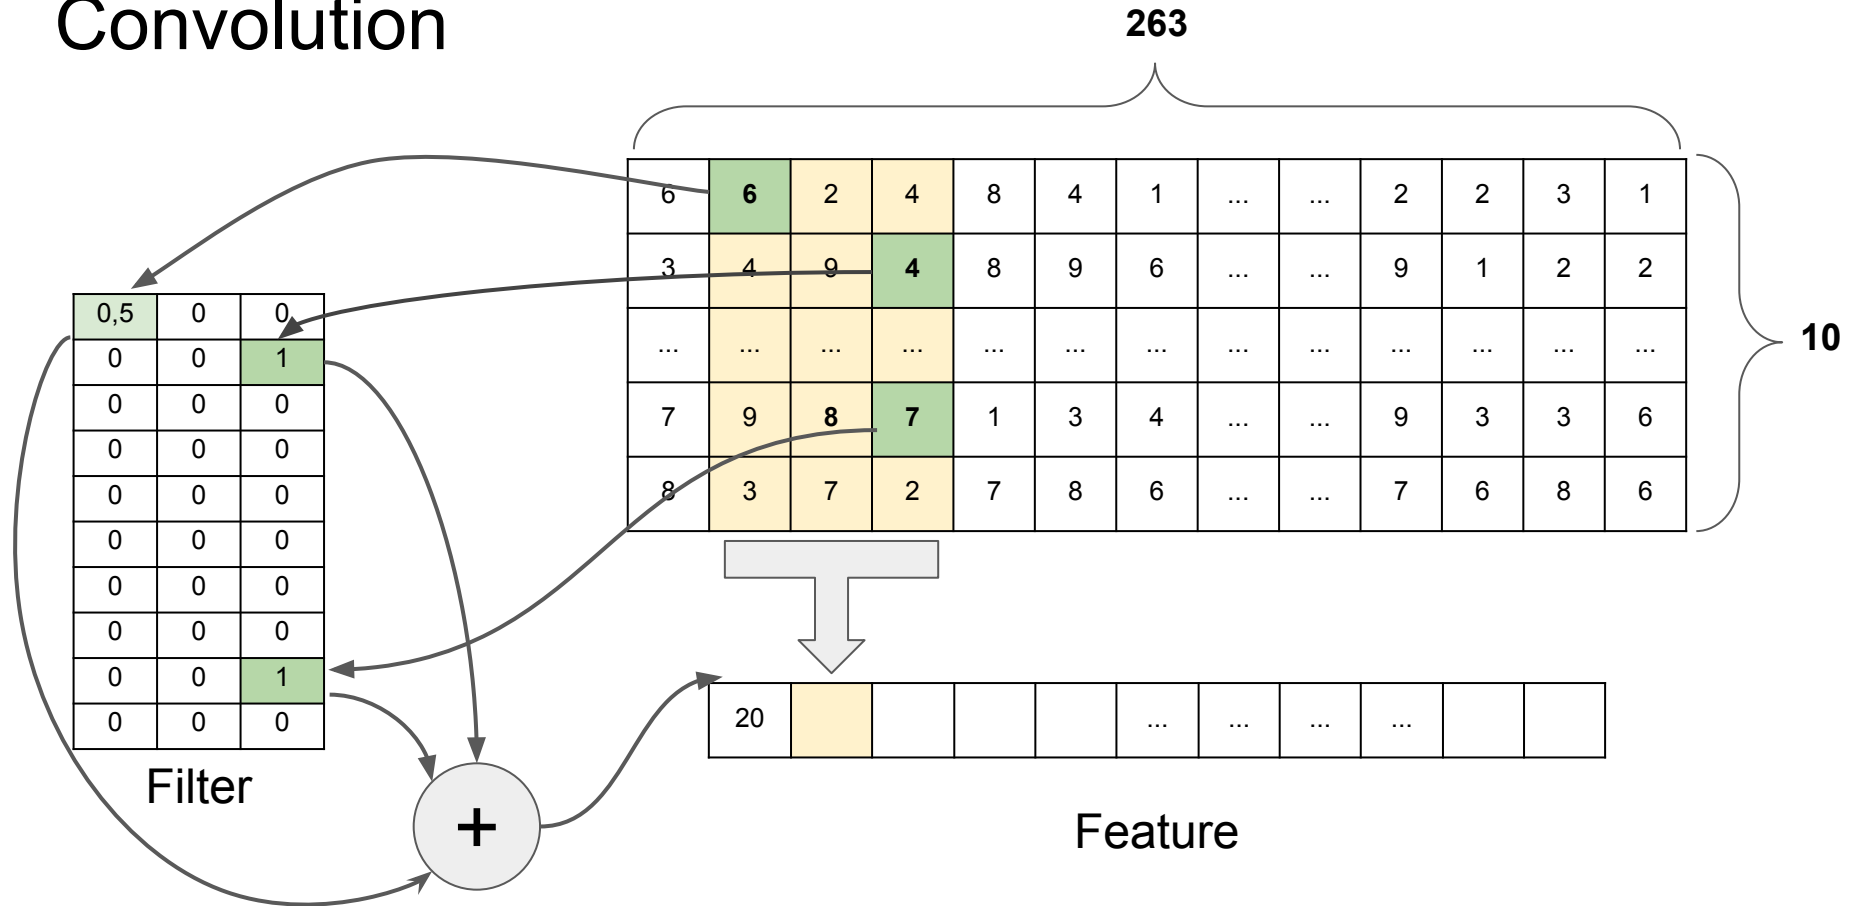 Convolution
263
6 6 2 4 8 4 1 ... ... 2 2 3 1
3 4 9 4 8 9 6 ... ... 9 1 2 2
... ... ... ... ... ... ... ... ... ... ... ... ...
7 9 8 7 1 3 4 ... ... 9 3 3 6
8 3 7 2 7 8 6 ... ... 7 6 8 6
10
0,5 0 0
0 0 1
0 0 0
0 0 0
0 0 0
0 0 0
0 0 0
0 0 0
0 0 1
0 0 0
Filter
+
20 ... ... ... ...
Feature